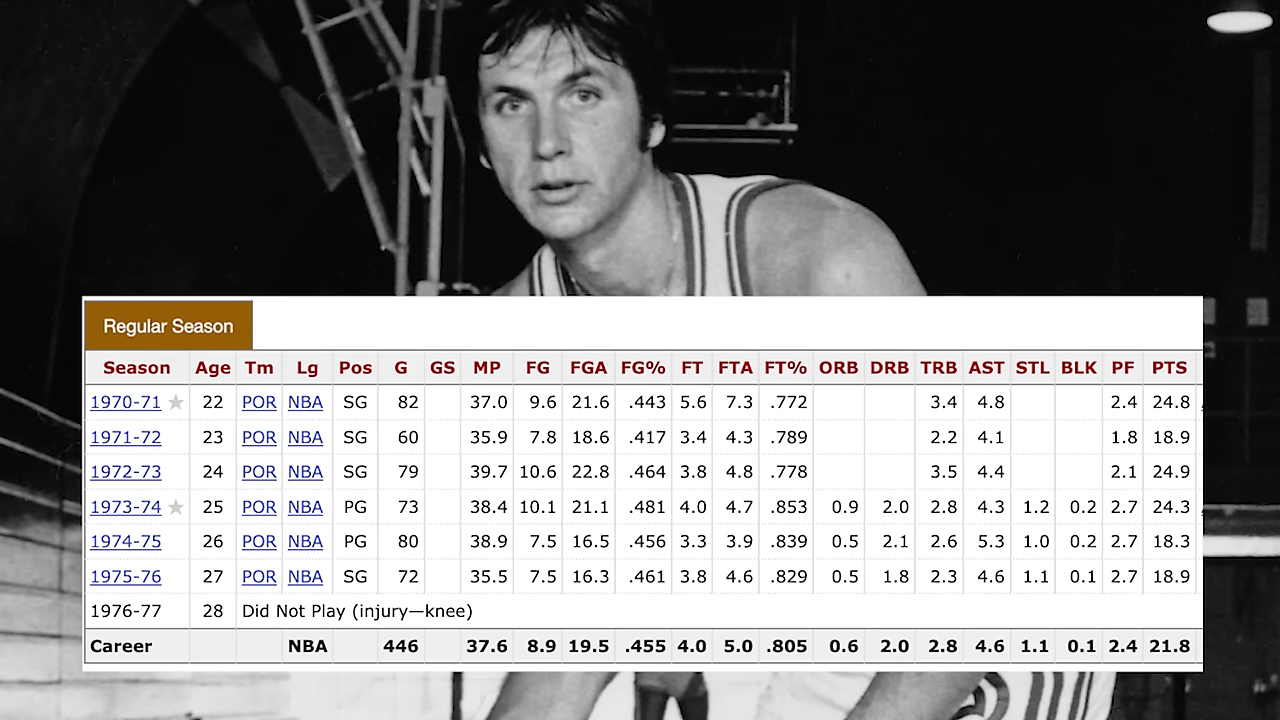 Regular Season
Season Age Tm Lg Pos G GS MP FG FGA FG% FT FTA FT% ORB DRB TRB AST STL BLK PF PTS
1970-71 ★ 22 POR NBA SG 82 37.0 9.6 21.6 .443 5.6 7.3 .772 3.4 4.8 2.4 24.8
1971-72 23 POR NBA SG 60 35.9 7.8 18.6 .417 3.4 4.3 .789 2.2 4.1 1.8 18.9
1972-73 24 POR NBA SG 79 39.7 10.6 22.8 .464 3.8 4.8 .778 3.5 4.4 2.1 24.9
1973-74 ★ 25 POR NBA PG 73 38.4 10.1 21.1 .481 4.0 4.7 .853 0.9 2.0 2.8 4.3 1.2 0.2 2.7 24.3
1974-75 26 POR NBA PG 80 38.9 7.5 16.5 .456 3.3 3.9 .839 0.5 2.1 2.6 5.3 1.0 0.2 2.7 18.3
1975-76 27 POR NBA SG 72 35.5 7.5 16.3 .461 3.8 4.6 .829 0.5 1.8 2.3 4.6 1.1 0.1 2.7 18.9
1976-77 28 Did Not Play (injury—knee)
Career NBA 446 37.6 8.9 19.5 .455 4.0 5.0 .805 0.6 2.0 2.8 4.6 1.1 0.1 2.4 21.8